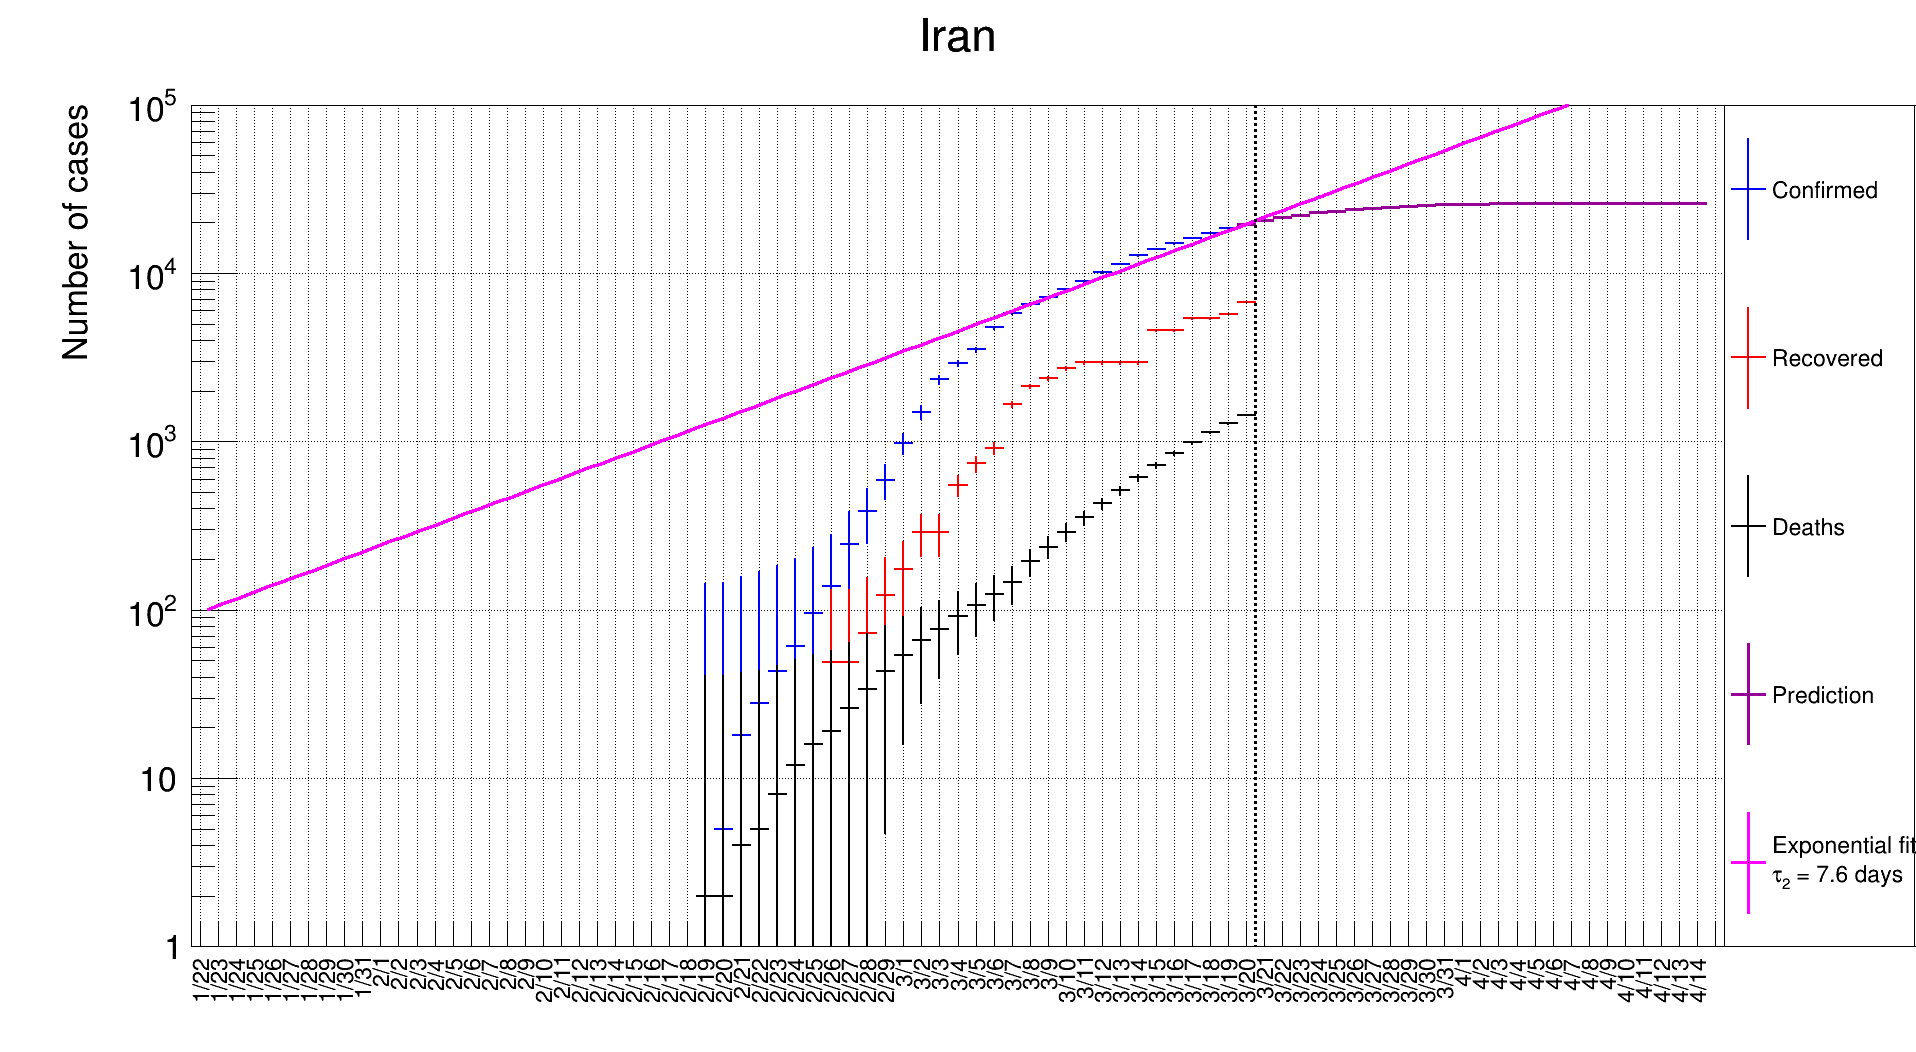 Iran
Number of cases
10^5
10^4
10^3
10^2
10
1
1/22 1/23 1/24 1/25 1/26 1/27 1/28 1/29 1/30 1/31 2/1 2/2 2/3 2/4 2/5 2/6 2/7 2/8 2/9 2/10 2/11 2/12 2/13 2/14 2/15 2/16 2/17 2/18 2/19 2/20 2/21 2/22 2/23 2/24 2/25 2/26 2/27 2/28 2/29 3/1 3/2 3/3 3/4 3/5 3/6 3/7 3/8 3/9 3/10 3/11 3/12 3/13 3/14 3/15 3/16 3/17 3/18 3/19 3/20 3/21 3/22 3/23 3/24 3/25 3/26 3/27 3/28 3/29 3/30 3/31 4/1 4/2 4/3 4/4 4/5 4/6 4/7 4/8 4/9 4/10 4/11 4/12 4/13 4/14
Confirmed
Recovered
Deaths
Prediction
Exponential fit
τ₂ = 7.6 days